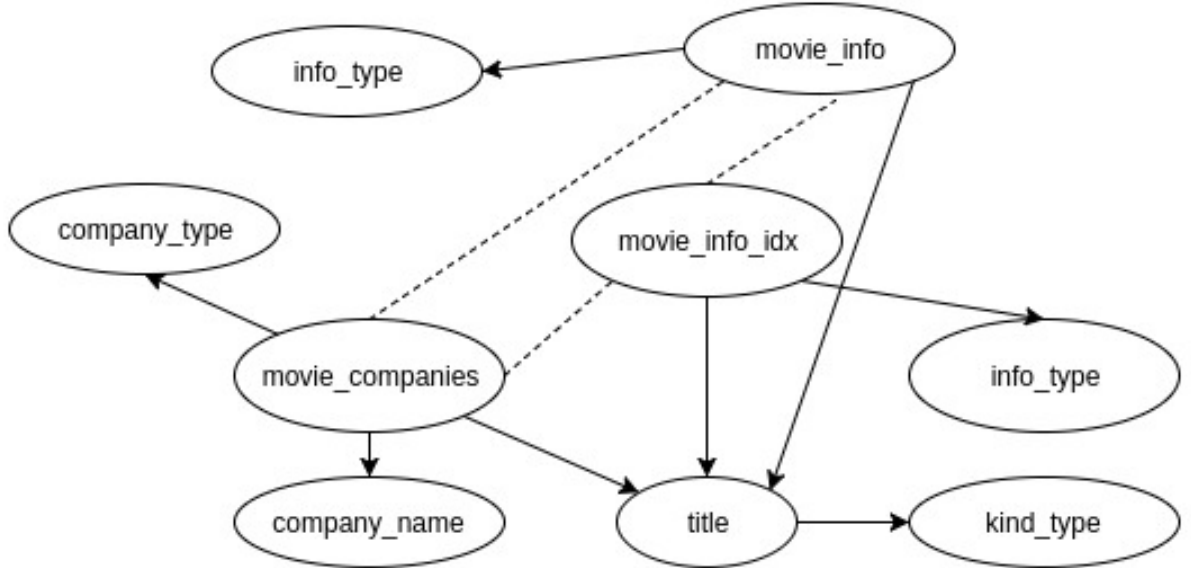 movie_info
info_type
company_type
movie_info_idx
movie_companies
info_type
company_name
title
kind_type